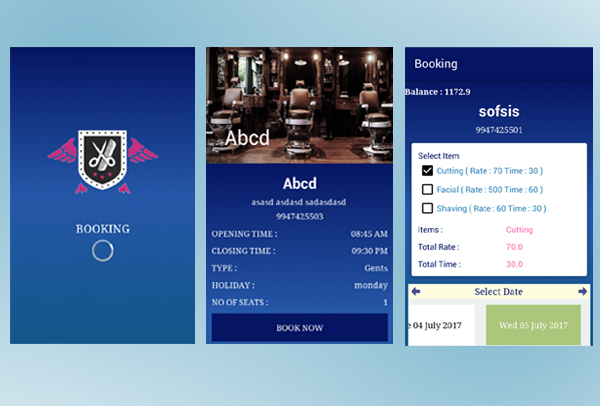 BOOKING
Abcd
Abcd
asasd asdasd sadasdasd
9947425503
OPENING TIME : 08:45 AM
CLOSING TIME : 09:30 PM
TYPE : Gents
HOLIDAY : monday
NO OF SEATS : 1
BOOK NOW
Booking
Balance : 1172.9
sofsis
9947425501
Select Item
Cutting ( Rate : 70 Time : 30 )
Facial ( Rate : 500 Time : 60 )
Shaving ( Rate : 60 Time : 30 )
Items : Cutting
Total Rate : 70.0
Total Time : 30.0
Select Date
e 04 July 2017 Wed 05 July 2017